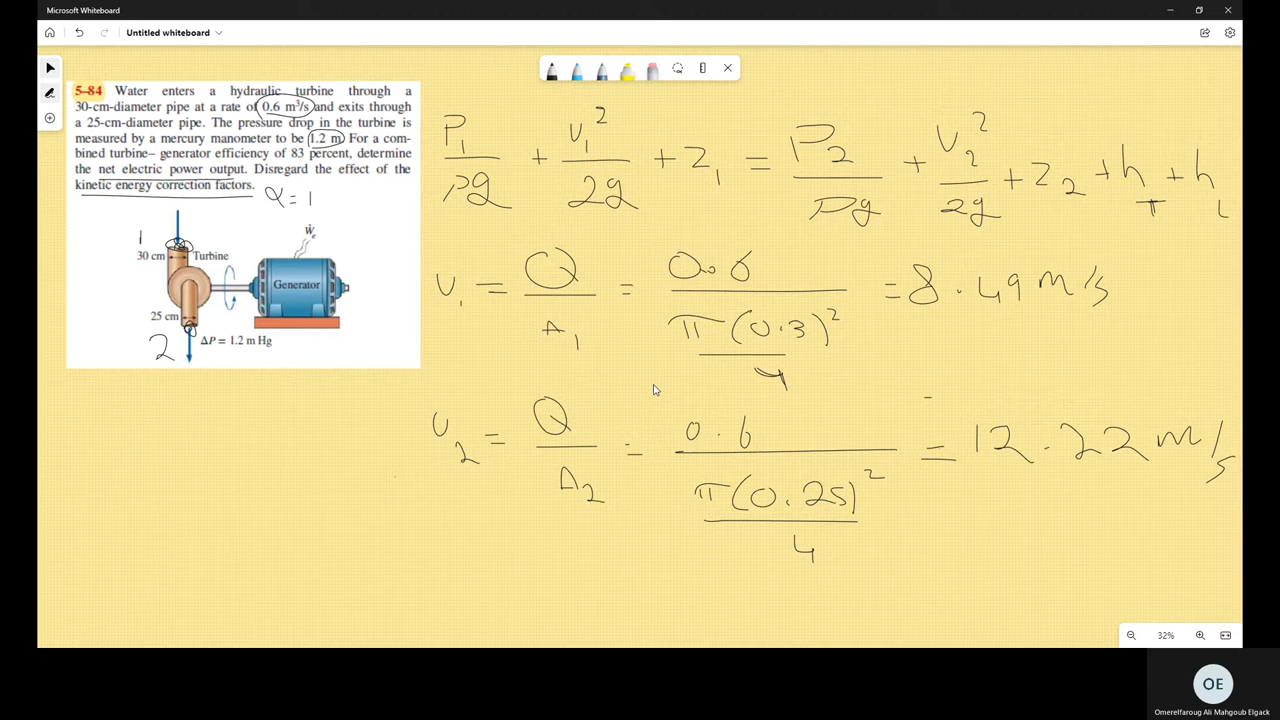 Microsoft Whiteboard
Untitled whiteboard
5–84 Water enters a hydraulic turbine through a
30-cm-diameter pipe at a rate of 0.6 m³/s and exits through
a 25-cm-diameter pipe. The pressure drop in the turbine is
measured by a mercury manometer to be 1.2 m. For a com-
bined turbine– generator efficiency of 83 percent, determine
the net electric power output. Disregard the effect of the
kinetic energy correction factors.
α = 1
1
30 cm
Turbine
Ẇe
Generator
25 cm
2
ΔP = 1.2 m Hg
P1/ρg + V1²/2g + Z1 = P2/ρg + V2²/2g + Z2 + hT + hL
V1 = Q/A1 = 0.6/(π(0.3)²/4) = 8.49 m/s
V2 = Q/A2 = 0.6/(π(0.25)²/4) = 12.22 m/s
32%
OE
Omerelfaroug Ali Mahgoub Elgack